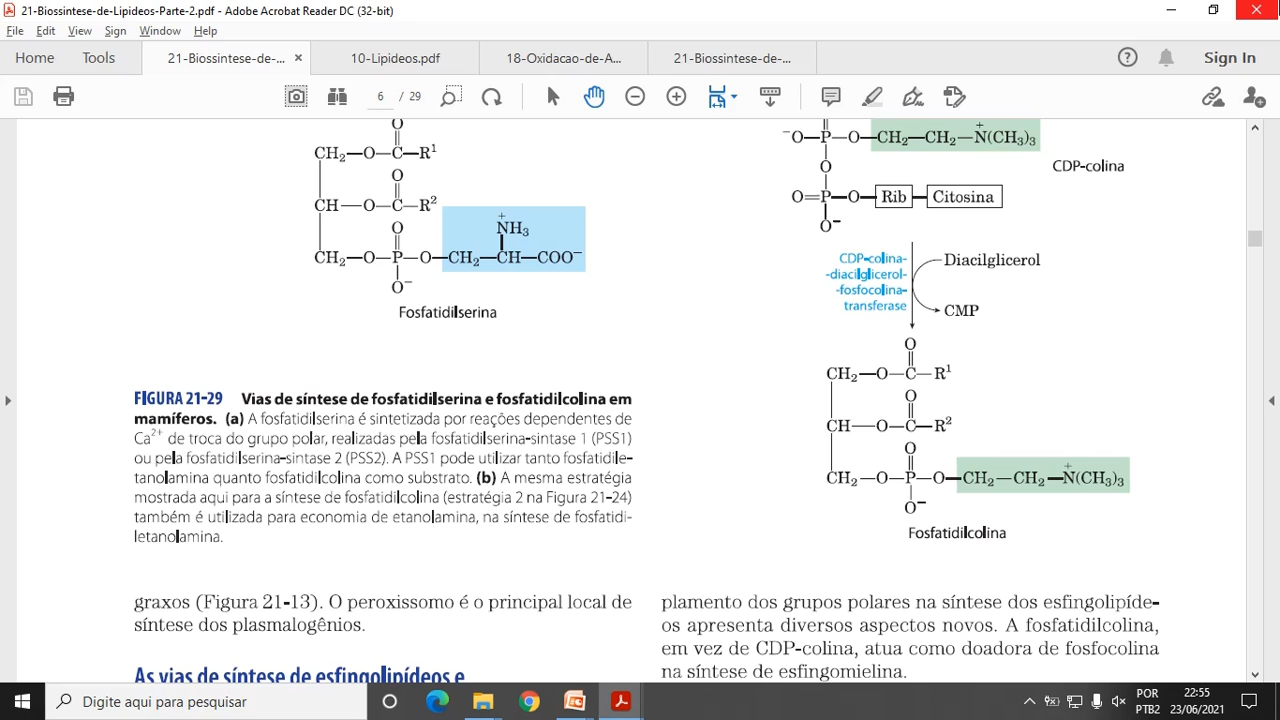 21-Biossintese-de-Lipideos-Parte-2.pdf - Adobe Acrobat Reader DC (32-bit)
File Edit View Sign Window Help
Home Tools 21-Biossintese-de-... × 10-Lipideos.pdf 18-Oxidacao-de-A... 21-Biossintese-de-... Sign In
6 / 29
O
CH₂—O—C—R¹
O
CH—O—C—R²
O
⁺NH₃
CH₂—O—P—O—CH₂—CH—COO⁻
O⁻
Fosfatidilserina
FIGURA 21-29 Vias de síntese de fosfatidilserina e fosfatidilcolina em
mamíferos. (a) A fosfatidilserina é sintetizada por reações dependentes de
Ca²⁺ de troca do grupo polar, realizadas pela fosfatidilserina-sintase 1 (PSS1)
ou pela fosfatidilserina-sintase 2 (PSS2). A PSS1 pode utilizar tanto fosfatidile-
tanolamina quanto fosfatidilcolina como substrato. (b) A mesma estratégia
mostrada aqui para a síntese de fosfatidilcolina (estratégia 2 na Figura 21-24)
também é utilizada para economia de etanolamina, na síntese de fosfatidi-
letanolamina.
graxos (Figura 21-13). O peroxissomo é o principal local de
síntese dos plasmalogênios.
As vias de síntese de esfingolipídeos e
⁻O—P—O—CH₂—CH₂—⁺N(CH₃)₃
CDP-colina
O
O=P—O—Rib—Citosina
O⁻
CDP-colina-
-diacilglicerol-
-fosfocolina-
transferase
Diacilglicerol
CMP
O
CH₂—O—C—R¹
O
CH—O—C—R²
O
CH₂—O—P—O—CH₂—CH₂—⁺N(CH₃)₃
O⁻
Fosfatidilcolina
plamento dos grupos polares na síntese dos esfingolipíde-
os apresenta diversos aspectos novos. A fosfatidilcolina,
em vez de CDP-colina, atua como doadora de fosfocolina
na síntese de esfingomielina.
Digite aqui para pesquisar
POR
PTB2
22:55
23/06/2021